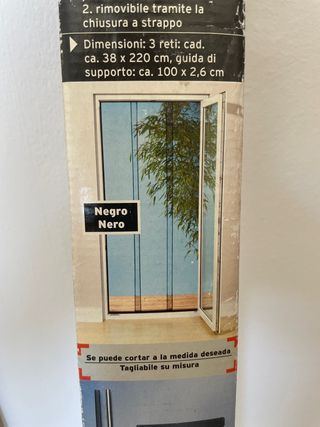 2. rimovibile tramite la
chiusura a strappo
Dimensioni: 3 reti: cad.
ca. 38 x 220 cm, guida di
supporto: ca. 100 x 2,6 cm
Negro
Nero
Se puede cortar a la medida deseada
Tagliabile su misura